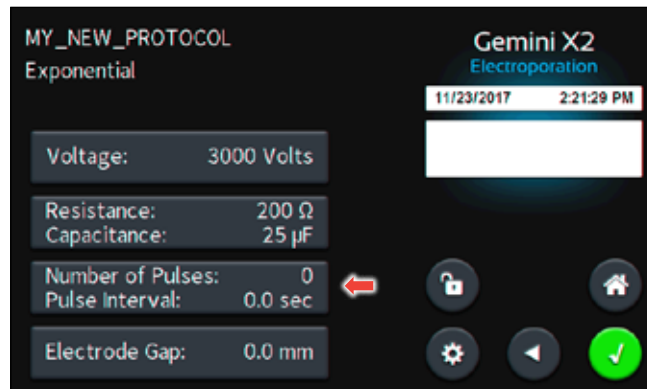 MY_NEW_PROTOCOL
Exponential
Gemini X2
Electroporation
11/23/2017 2:21:29 PM
Voltage: 3000 Volts
Resistance: 200 Ω
Capacitance: 25 µF
Number of Pulses: 0
Pulse Interval: 0.0 sec
Electrode Gap: 0.0 mm